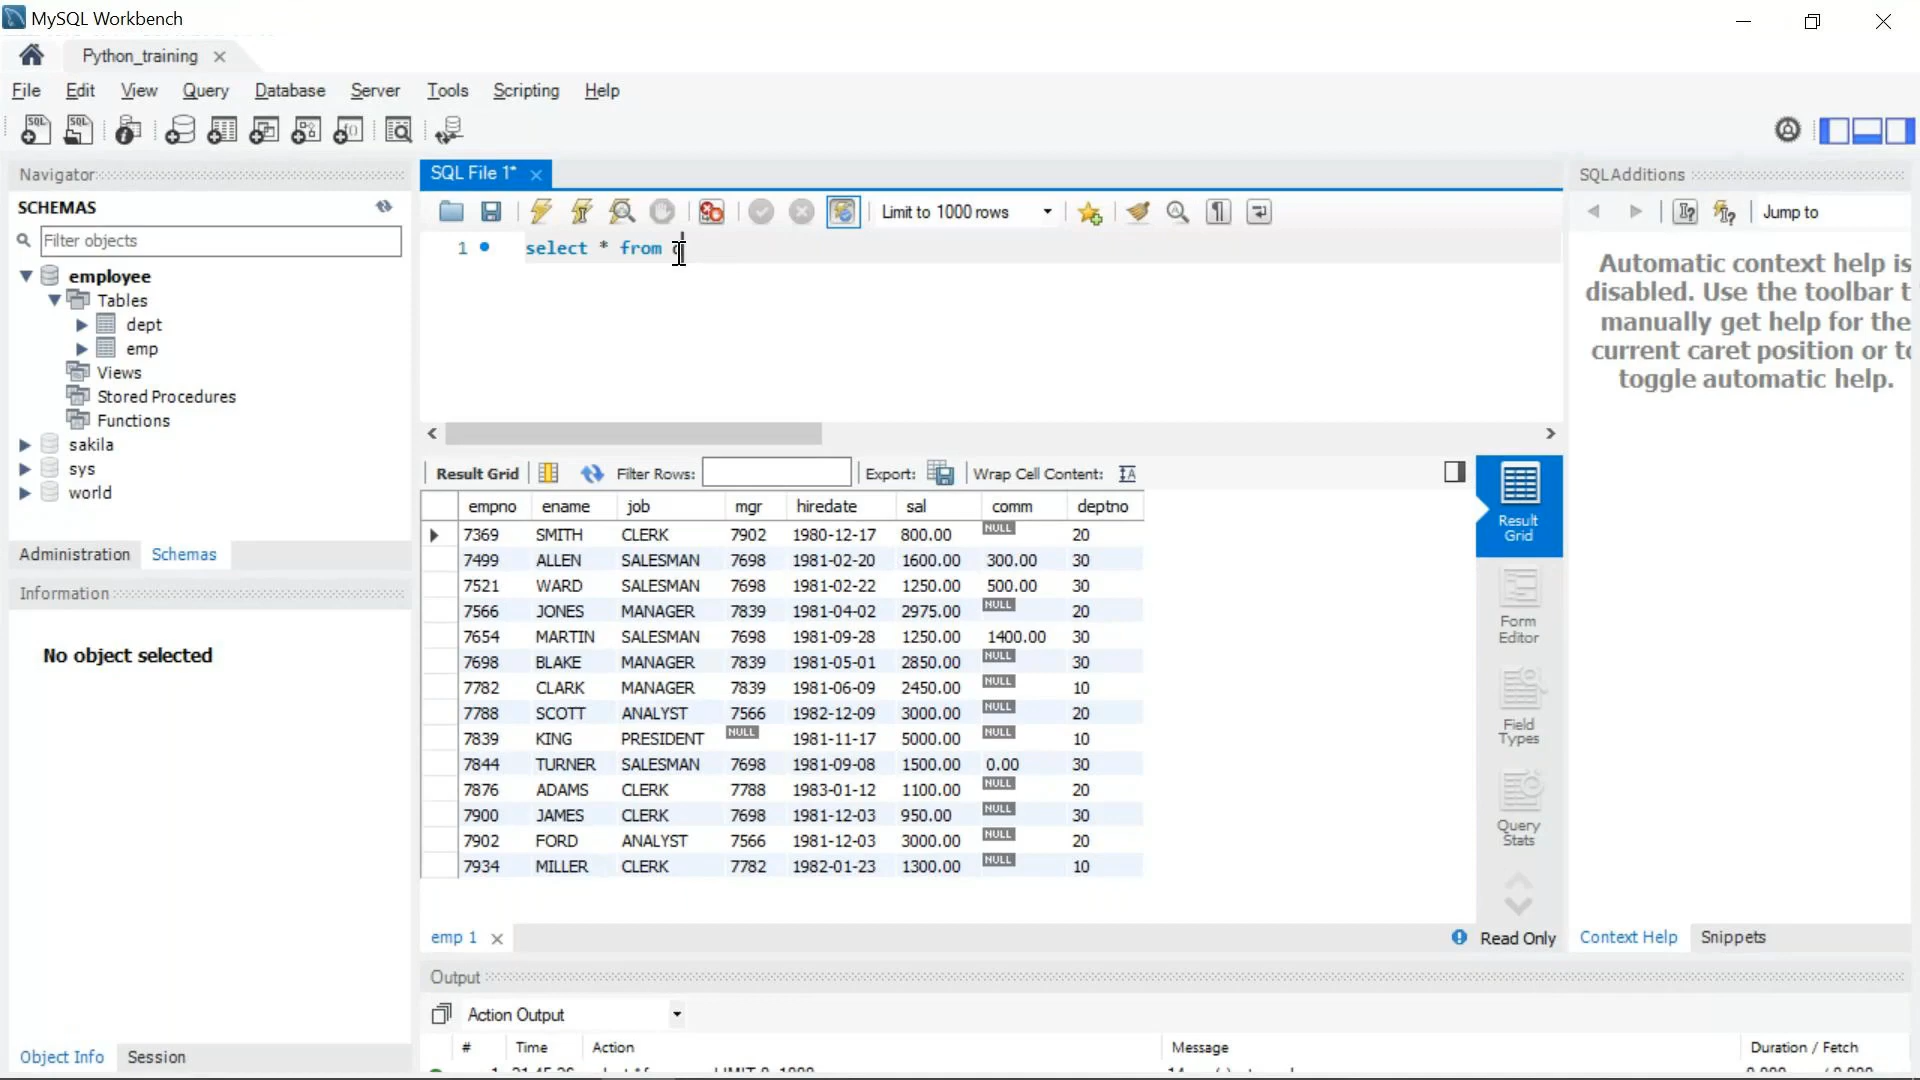 MySQL Workbench
Python_training
File Edit View Query Database Server Tools Scripting Help
Navigator
SCHEMAS
Filter objects
employee
Tables
dept
emp
Views
Stored Procedures
Functions
sakila
sys
world
Administration Schemas
Information
No object selected
Object Info Session
SQL File 1*
Limit to 1000 rows
1 select * from
Result Grid Filter Rows: Export: Wrap Cell Content:
empno ename job mgr hiredate sal comm deptno
7369 SMITH CLERK 7902 1980-12-17 800.00 NULL 20
7499 ALLEN SALESMAN 7698 1981-02-20 1600.00 300.00 30
7521 WARD SALESMAN 7698 1981-02-22 1250.00 500.00 30
7566 JONES MANAGER 7839 1981-04-02 2975.00 NULL 20
7654 MARTIN SALESMAN 7698 1981-09-28 1250.00 1400.00 30
7698 BLAKE MANAGER 7839 1981-05-01 2850.00 NULL 30
7782 CLARK MANAGER 7839 1981-06-09 2450.00 NULL 10
7788 SCOTT ANALYST 7566 1982-12-09 3000.00 NULL 20
7839 KING PRESIDENT NULL 1981-11-17 5000.00 NULL 10
7844 TURNER SALESMAN 7698 1981-09-08 1500.00 0.00 30
7876 ADAMS CLERK 7788 1983-01-12 1100.00 NULL 20
7900 JAMES CLERK 7698 1981-12-03 950.00 NULL 30
7902 FORD ANALYST 7566 1981-12-03 3000.00 NULL 20
7934 MILLER CLERK 7782 1982-01-23 1300.00 NULL 10
Result
Grid
Form
Editor
Field
Types
Query
Stats
emp 1
Read Only
SQLAdditions
Jump to
Automatic context help is
disabled. Use the toolbar t
manually get help for the
current caret position or to
toggle automatic help.
Context Help Snippets
Output
Action Output
# Time Action Message Duration / Fetch